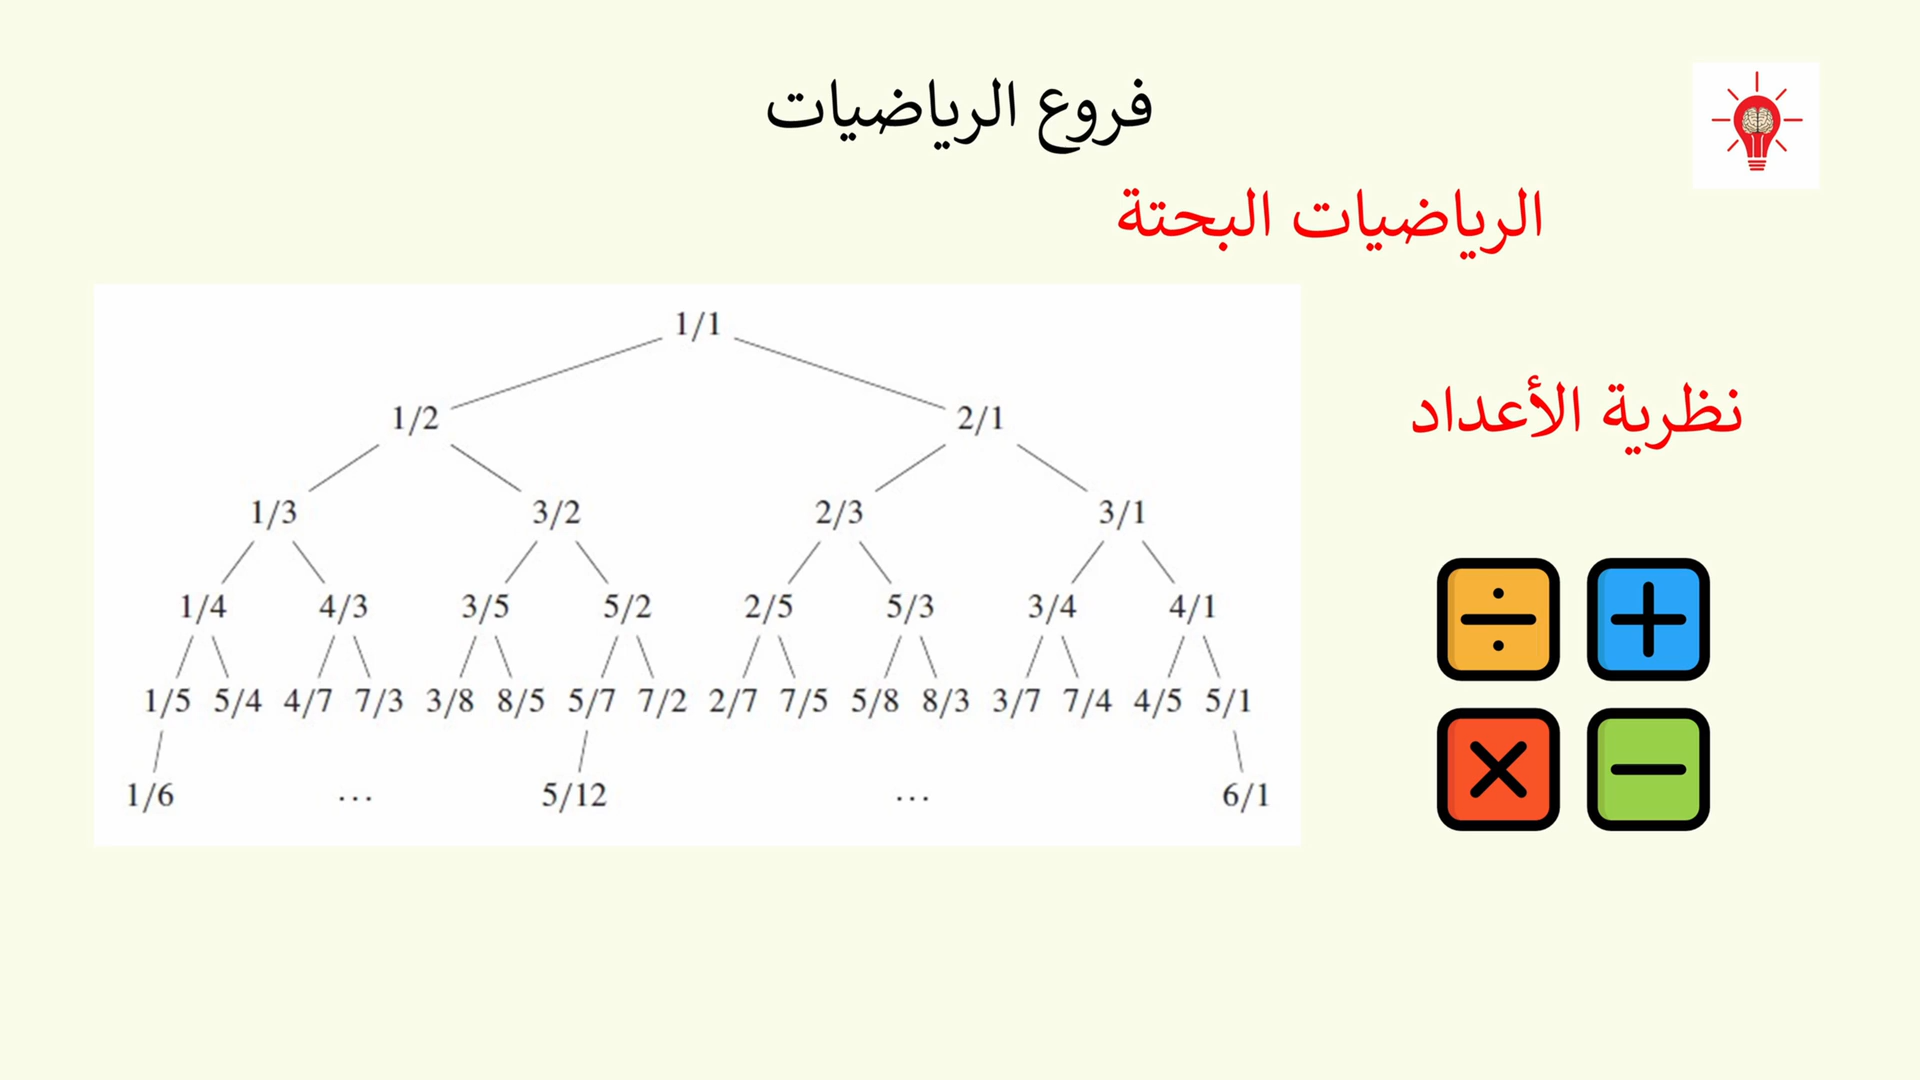 فروع الرياضيات
الرياضيات البحتة
نظرية الأعداد
1/1
1/2 2/1
1/3 3/2 2/3 3/1
1/4 4/3 3/5 5/2 2/5 5/3 3/4 4/1
1/5 5/4 4/7 7/3 3/8 8/5 5/7 7/2 2/7 7/5 5/8 8/3 3/7 7/4 4/5 5/1
1/6 ... 5/12 ... 6/1
÷ +
× −